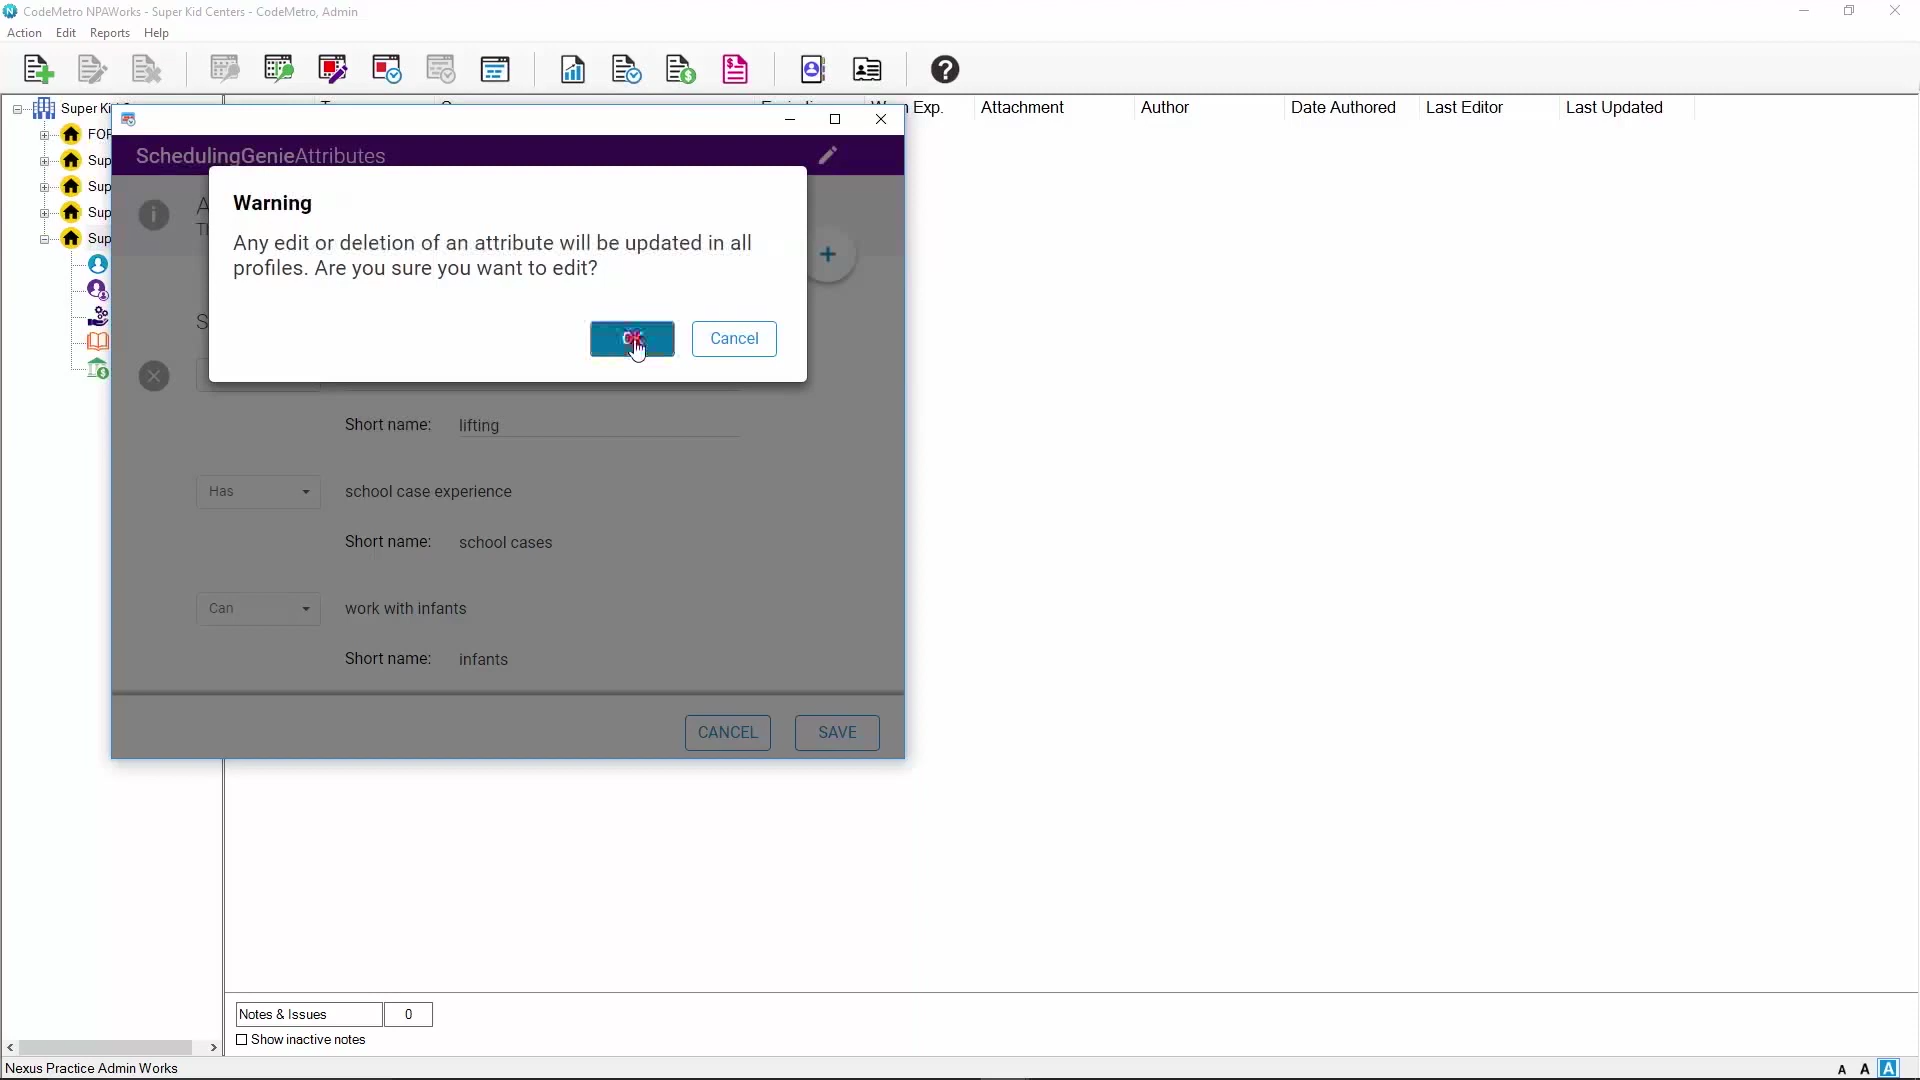 CodeMetro NPAWorks - Super Kid Centers - CodeMetro, Admin
Action Edit Reports Help
Super Ki
Exp. Attachment Author Date Authored Last Editor Last Updated
FOR
Sup
Sup
Sup
Sup
SchedulingGenieAttributes
Warning
Any edit or deletion of an attribute will be updated in all
profiles. Are you sure you want to edit?
Cancel
Short name: lifting
Has school case experience
Short name: school cases
Can work with infants
Short name: infants
CANCEL SAVE
Notes & Issues 0
Show inactive notes
Nexus Practice Admin Works
A A A